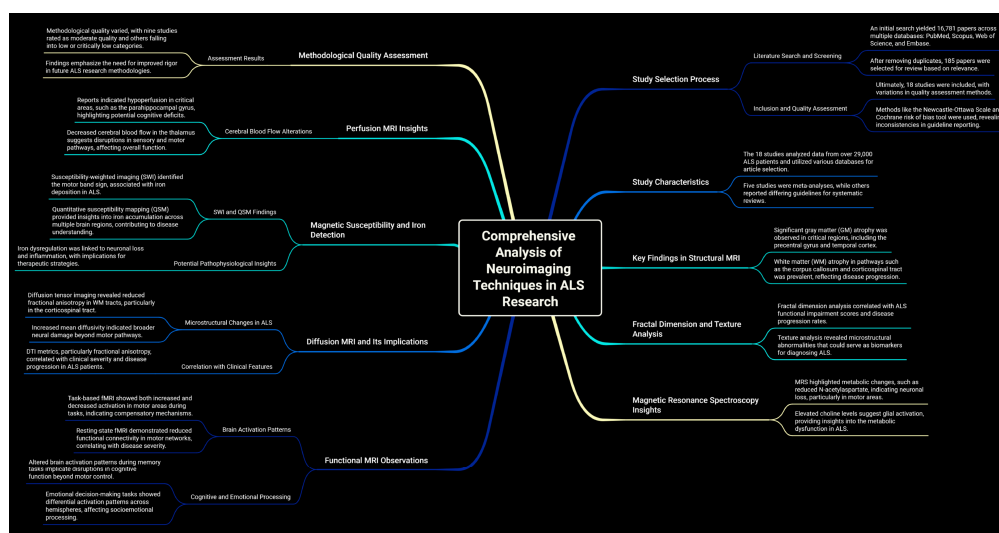 Comprehensive
Analysis of
Neuroimaging
Techniques in ALS
Research
Methodological Quality Assessment
Assessment Results
Methodological quality varied, with nine studies
rated as moderate quality and others falling
into low or critically low categories.
Findings emphasize the need for improved rigor
in future ALS research methodologies.
Perfusion MRI Insights
Cerebral Blood Flow Alterations
Reports indicated hypoperfusion in critical
areas, such as the parahippocampal gyrus,
highlighting potential cognitive deficits.
Decreased cerebral blood flow in the thalamus
suggests disruptions in sensory and motor
pathways, affecting overall function.
Magnetic Susceptibility and Iron
Detection
SWI and QSM Findings
Susceptibility-weighted imaging (SWI) identified
the motor band sign, associated with iron
deposition in ALS.
Quantitative susceptibility mapping (QSM)
provided insights into iron accumulation across
multiple brain regions, contributing to disease
understanding.
Potential Pathophysiological Insights
Iron dysregulation was linked to neuronal loss
and inflammation, with implications for
therapeutic strategies.
Diffusion MRI and Its Implications
Microstructural Changes in ALS
Diffusion tensor imaging revealed reduced
fractional anisotropy in WM tracts, particularly
in the corticospinal tract.
Increased mean diffusivity indicated broader
neural damage beyond motor pathways.
Correlation with Clinical Features
DTI metrics, particularly fractional anisotropy,
correlated with clinical severity and disease
progression in ALS patients.
Functional MRI Observations
Brain Activation Patterns
Task-based fMRI showed both increased and
decreased activation in motor areas during
tasks, indicating compensatory mechanisms.
Resting-state fMRI demonstrated reduced
functional connectivity in motor networks,
correlating with disease severity.
Cognitive and Emotional Processing
Altered brain activation patterns during memory
tasks implicate disruptions in cognitive
function beyond motor control.
Emotional decision-making tasks showed
differential activation patterns across
hemispheres, affecting socioemotional
processing.
Study Selection Process
Literature Search and Screening
An initial search yielded 16,781 papers across
multiple databases: PubMed, Scopus, Web of
Science, and Embase.
After removing duplicates, 185 papers were
selected for review based on relevance.
Inclusion and Quality Assessment
Ultimately, 18 studies were included, with
variations in quality assessment methods.
Methods like the Newcastle-Ottawa Scale an
Cochrane risk of bias tool were used, revealin
inconsistencies in guideline reporting.
Study Characteristics
The 18 studies analyzed data from over 29,000
ALS patients and utilized various databases for
article selection.
Five studies were meta-analyses, while others
reported differing guidelines for systematic
reviews.
Key Findings in Structural MRI
Significant gray matter (GM) atrophy was
observed in critical regions, including the
precentral gyrus and temporal cortex.
White matter (WM) atrophy in pathways such
as the corpus callosum and corticospinal tract
was prevalent, reflecting disease progression.
Fractal Dimension and Texture
Analysis
Fractal dimension analysis correlated with ALS
functional impairment scores and disease
progression rates.
Texture analysis revealed microstructural
abnormalities that could serve as biomarkers
for diagnosing ALS.
Magnetic Resonance Spectroscopy
Insights
MRS highlighted metabolic changes, such as
reduced N-acetylaspartate, indicating neuronal
loss, particularly in motor areas.
Elevated choline levels suggest glial activation,
providing insights into the metabolic
dysfunction in ALS.